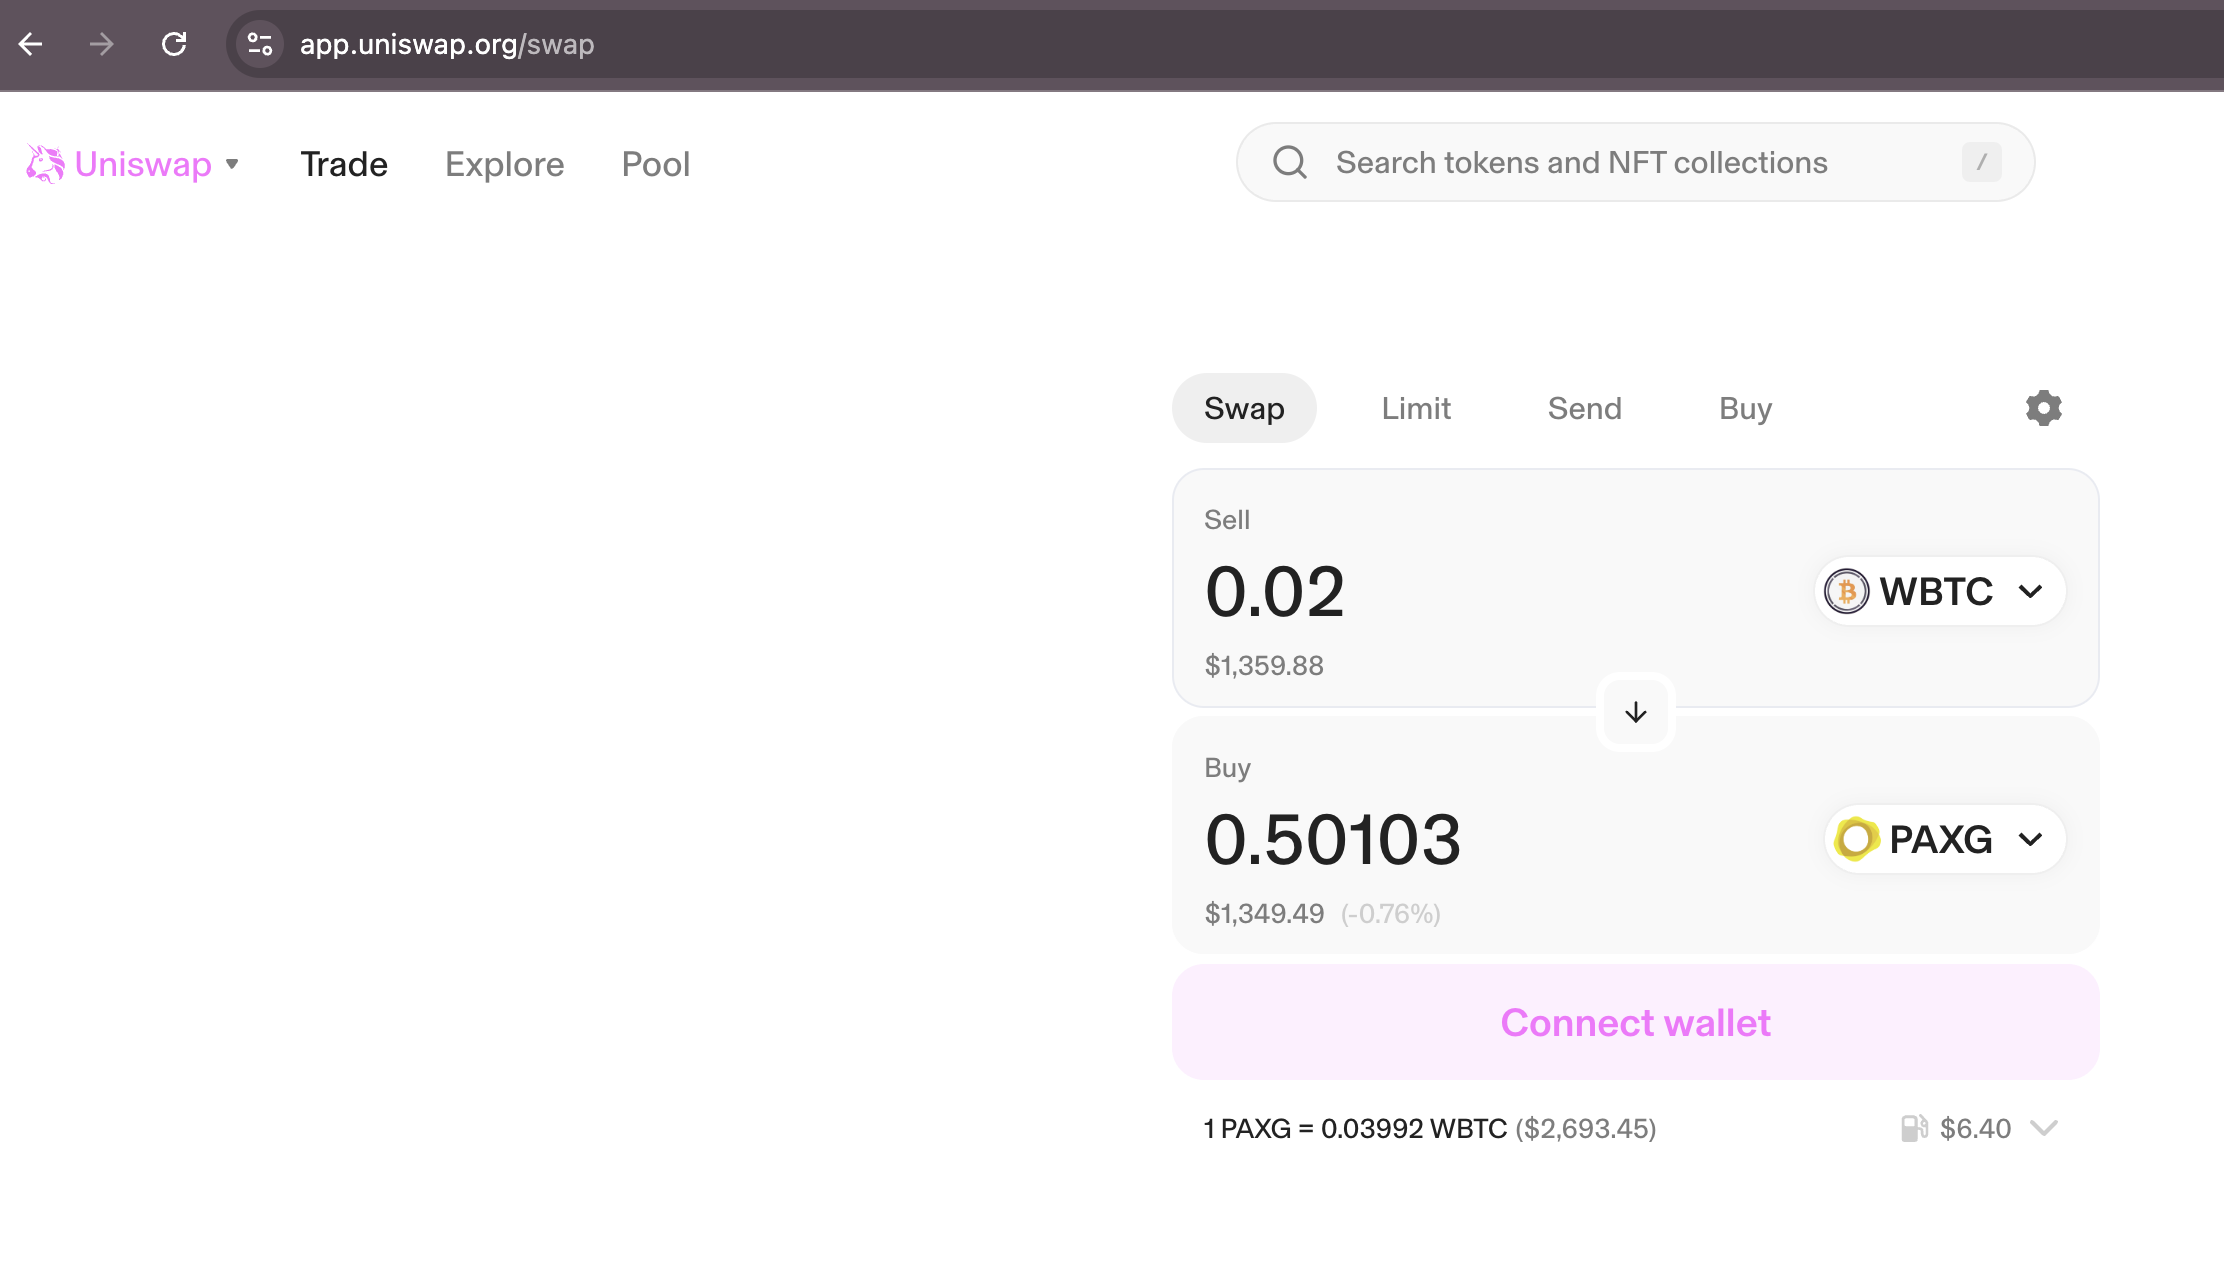 app.uniswap.org/swap
Uniswap Trade Explore Pool
Search tokens and NFT collections /
Swap Limit Send Buy
Sell
0.02 WBTC
$1,359.88
Buy
0.50103 PAXG
$1,349.49 (-0.76%)
Connect wallet
1 PAXG = 0.03992 WBTC ($2,693.45) $6.40